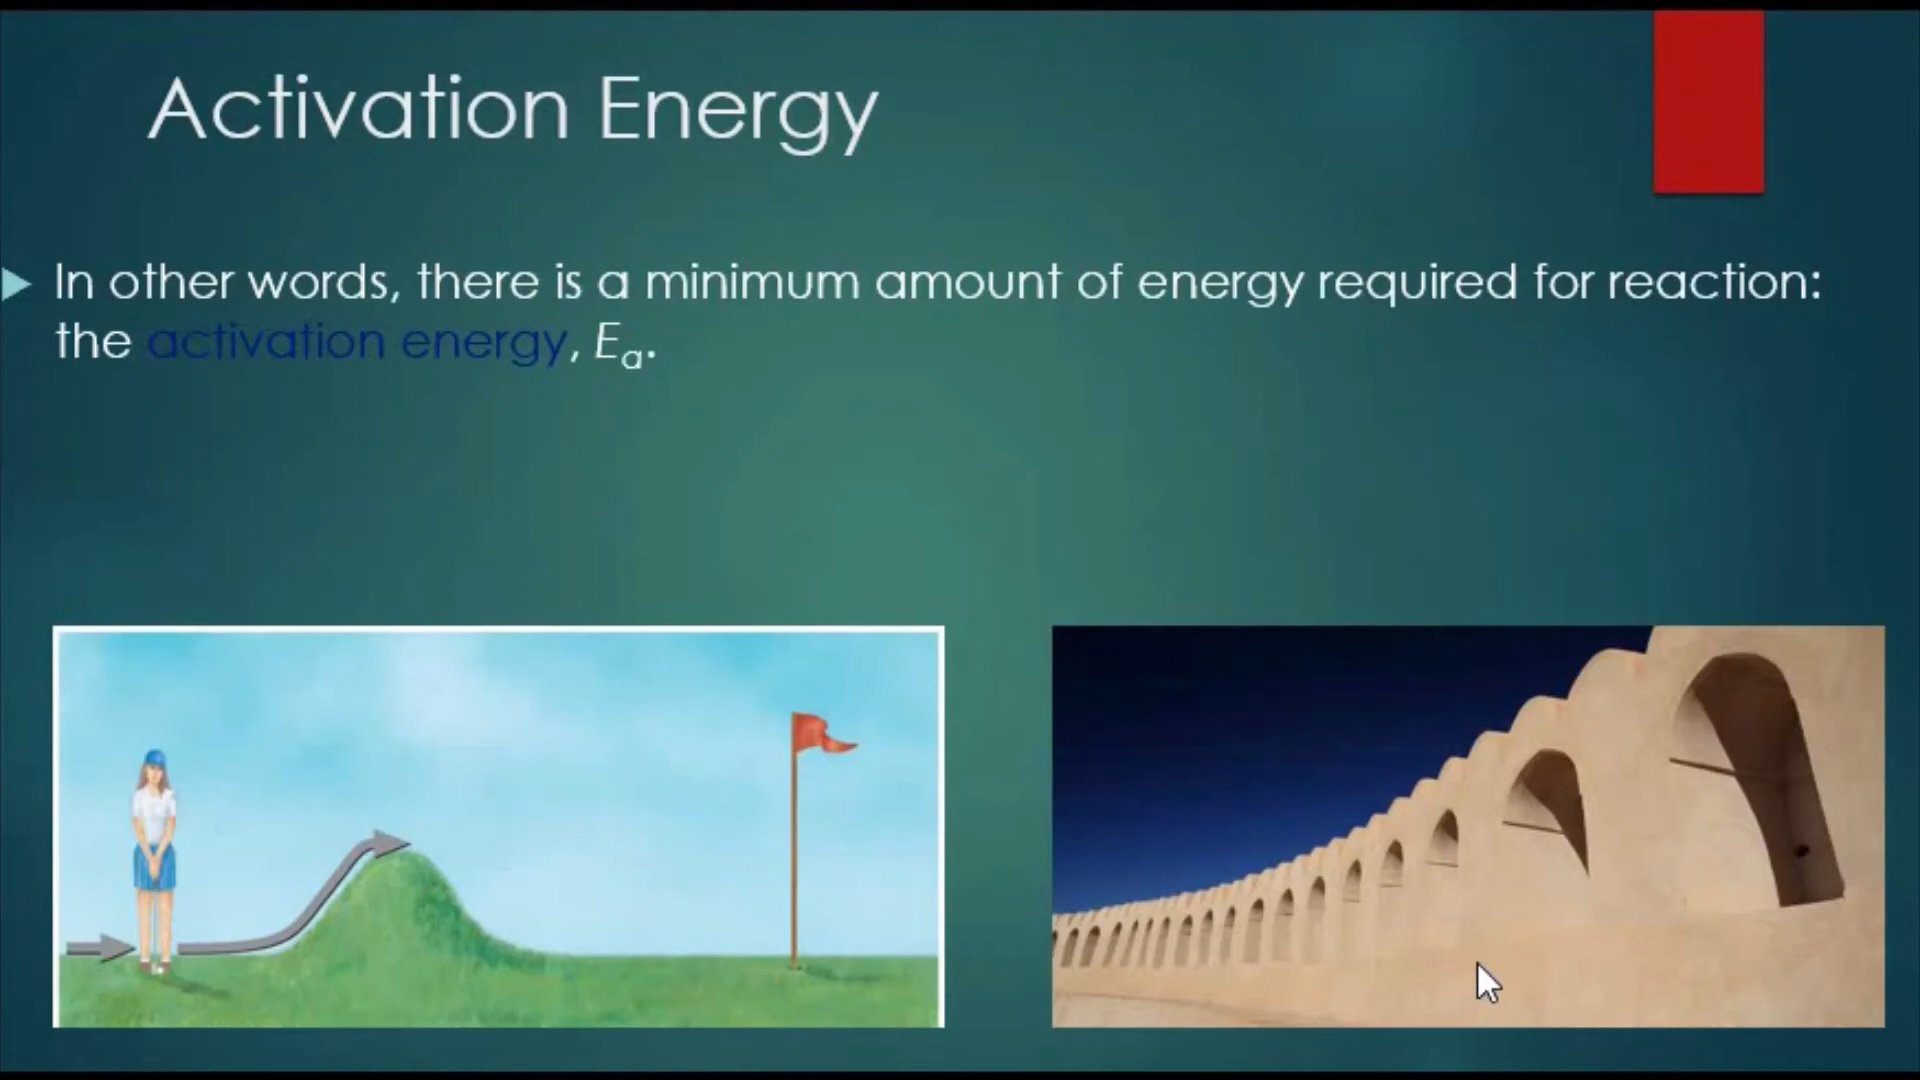 Activation Energy
In other words, there is a minimum amount of energy required for reaction:
the activation energy, Eₐ.